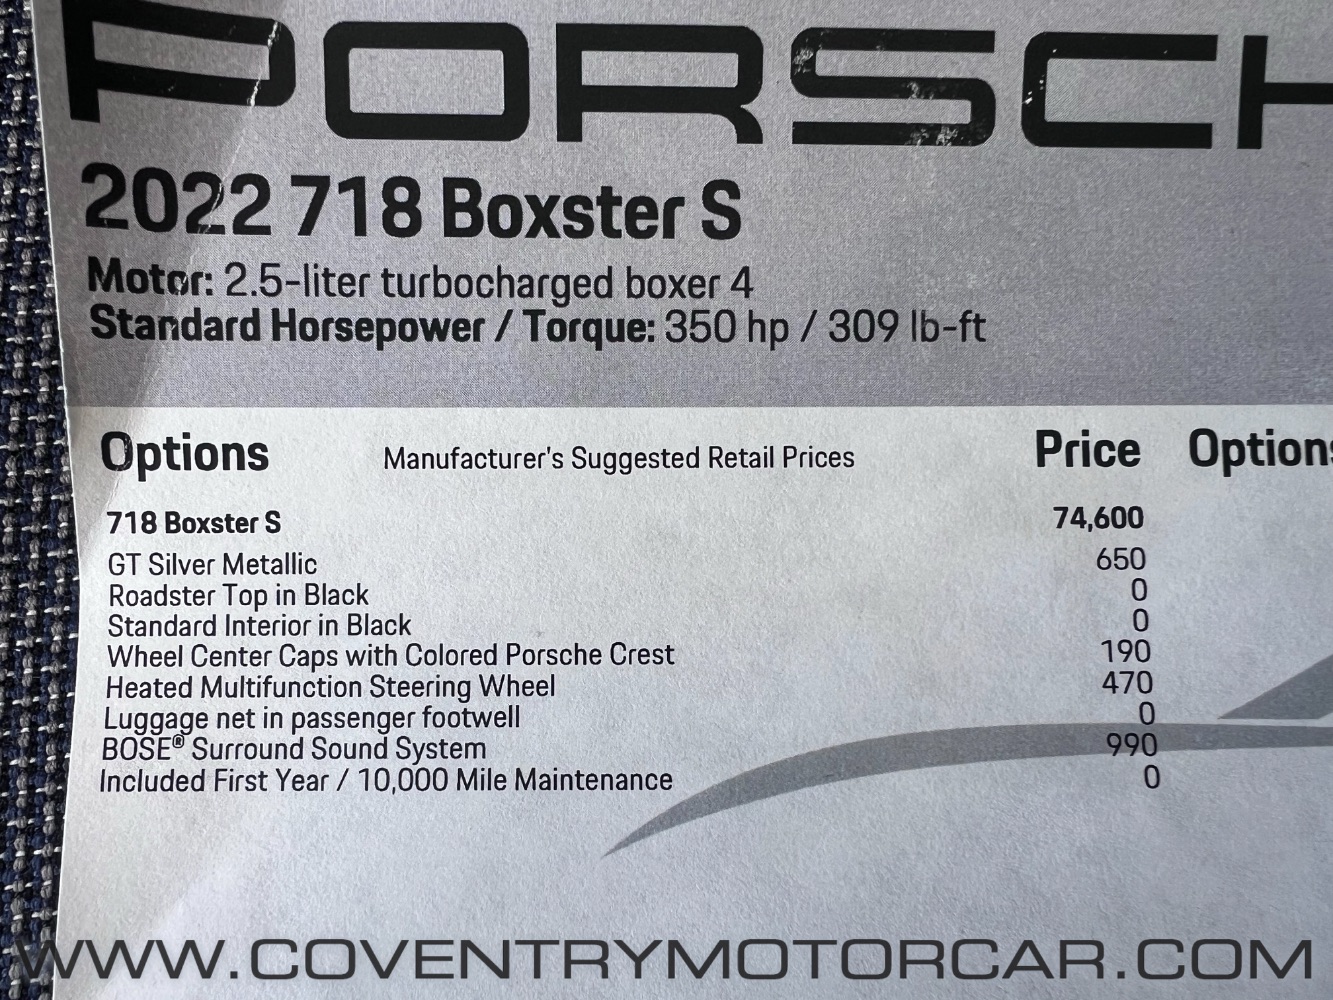 PORSCH
2022 718 Boxster S
Motor: 2.5-liter turbocharged boxer 4
Standard Horsepower / Torque: 350 hp / 309 lb-ft
Options Manufacturer's Suggested Retail Prices Price Options
718 Boxster S 74,600
GT Silver Metallic 650
Roadster Top in Black 0
Standard Interior in Black 0
Wheel Center Caps with Colored Porsche Crest 190
Heated Multifunction Steering Wheel 470
Luggage net in passenger footwell 0
BOSE® Surround Sound System 990
Included First Year / 10,000 Mile Maintenance 0
WWW.COVENTRYMOTORCAR.COM